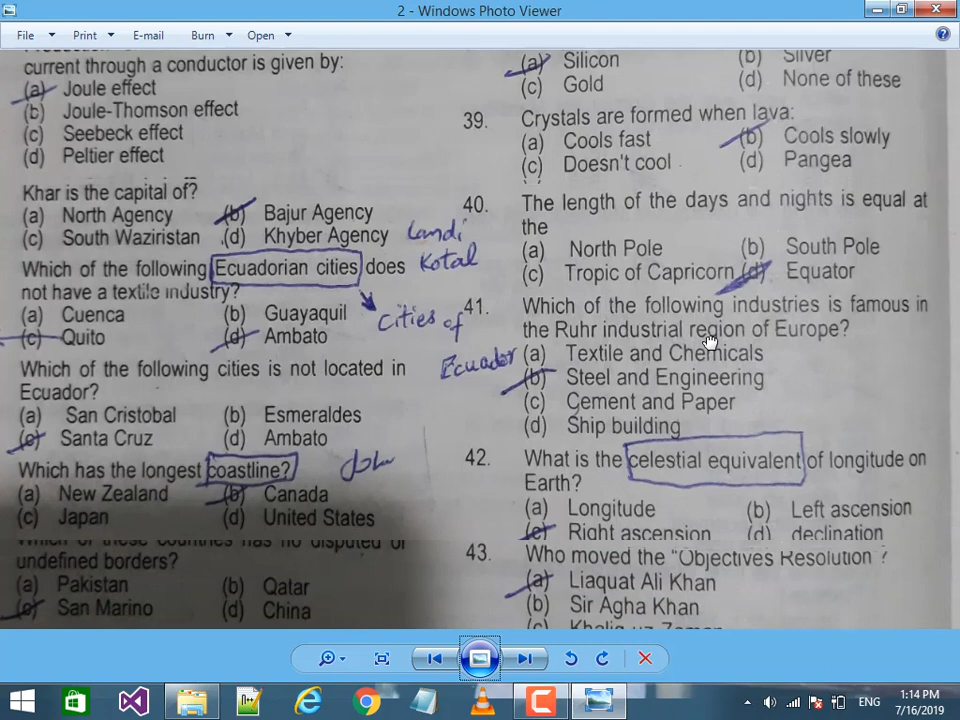 2 - Windows Photo Viewer
File Print E-mail Burn Open
current through a conductor is given by:
(a) Joule effect
(b) Joule-Thomson effect
(c) Seebeck effect
(d) Peltier effect
Khar is the capital of?
(a) North Agency (b) Bajur Agency
(c) South Waziristan (d) Khyber Agency
Landi
Kotal
Which of the following Ecuadorian cities does
not have a textile industry?
(a) Cuenca (b) Guayaquil
(c) Quito (d) Ambato
Cities of
Ecuador
Which of the following cities is not located in
Ecuador?
(a) San Cristobal (b) Esmeraldes
(c) Santa Cruz (d) Ambato
Which has the longest coastline?
(a) New Zealand (b) Canada
(c) Japan (d) United States
Which of these countries has no disputed or
undefined borders?
(a) Pakistan (b) Qatar
(c) San Marino (d) China
(a) Silicon (b) Silver
(c) Gold (d) None of these
39. Crystals are formed when lava:
(a) Cools fast (b) Cools slowly
(c) Doesn't cool (d) Pangea
40. The length of the days and nights is equal at
the
(a) North Pole (b) South Pole
(c) Tropic of Capricorn (d) Equator
41. Which of the following industries is famous in
the Ruhr industrial region of Europe?
(a) Textile and Chemicals
(b) Steel and Engineering
(c) Cement and Paper
(d) Ship building
42. What is the celestial equivalent of longitude on
Earth?
(a) Longitude (b) Left ascension
(c) Right ascension (d) declination
43. Who moved the "Objectives Resolution ?
(a) Liaquat Ali Khan
(b) Sir Agha Khan
ENG
1:14 PM
7/16/2019